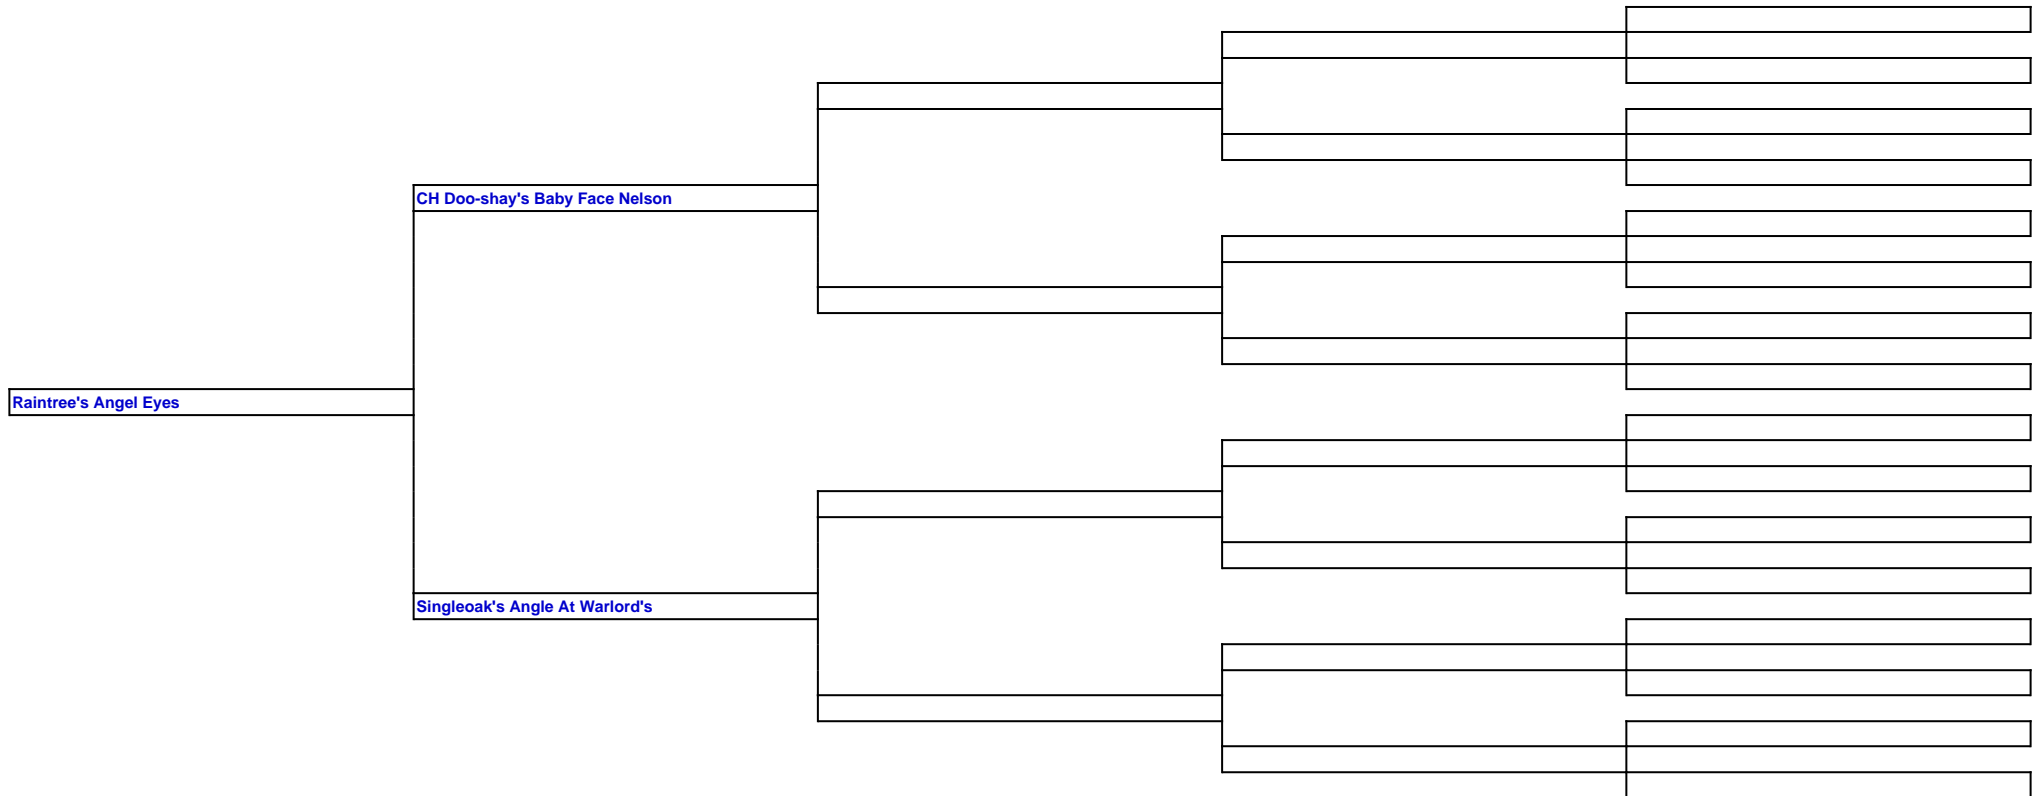 CH Doo-shay's Baby Face Nelson
Raintree's Angel Eyes
Singleoak's Angle At Warlord's